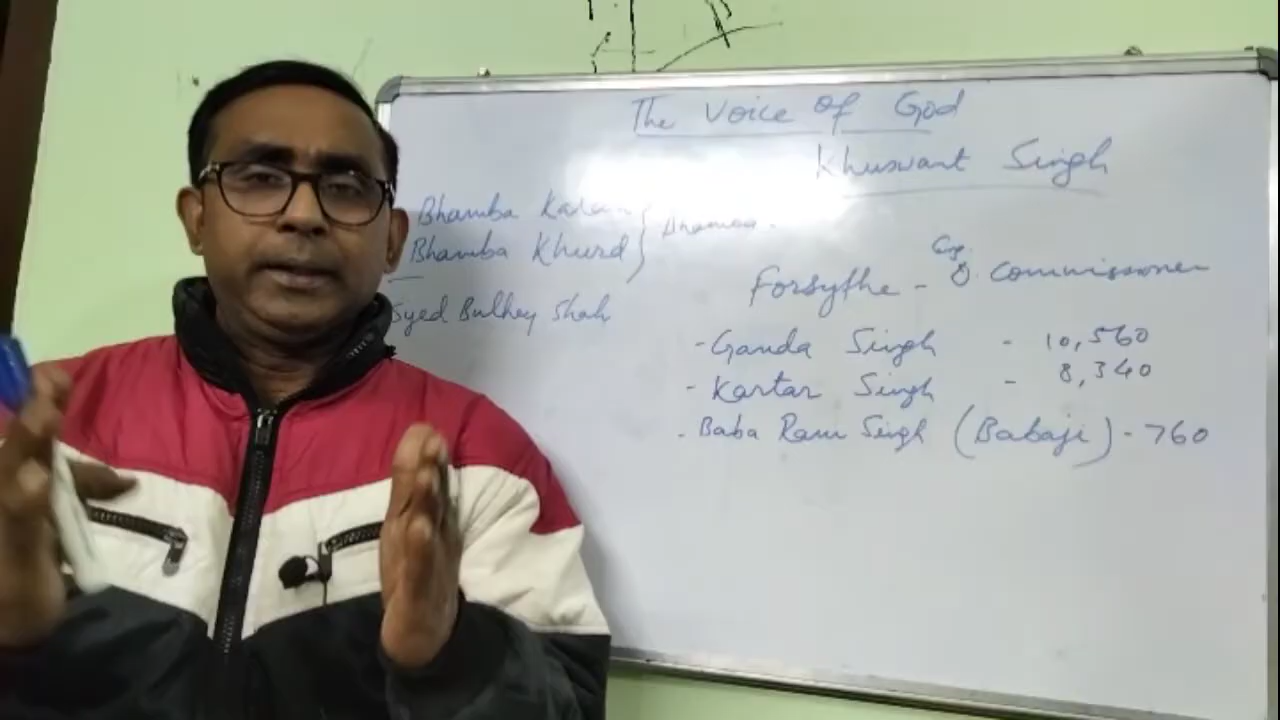 The Voice of God
Khuswant Singh
Bhamba Kalan
Bhamba Khurd
Syed Bulhey Shah
Forsythe - D. Commissioner
- Ganda Singh - 10,560
- Kartar Singh - 8,340
- Baba Ram Singh (Babaji) - 760